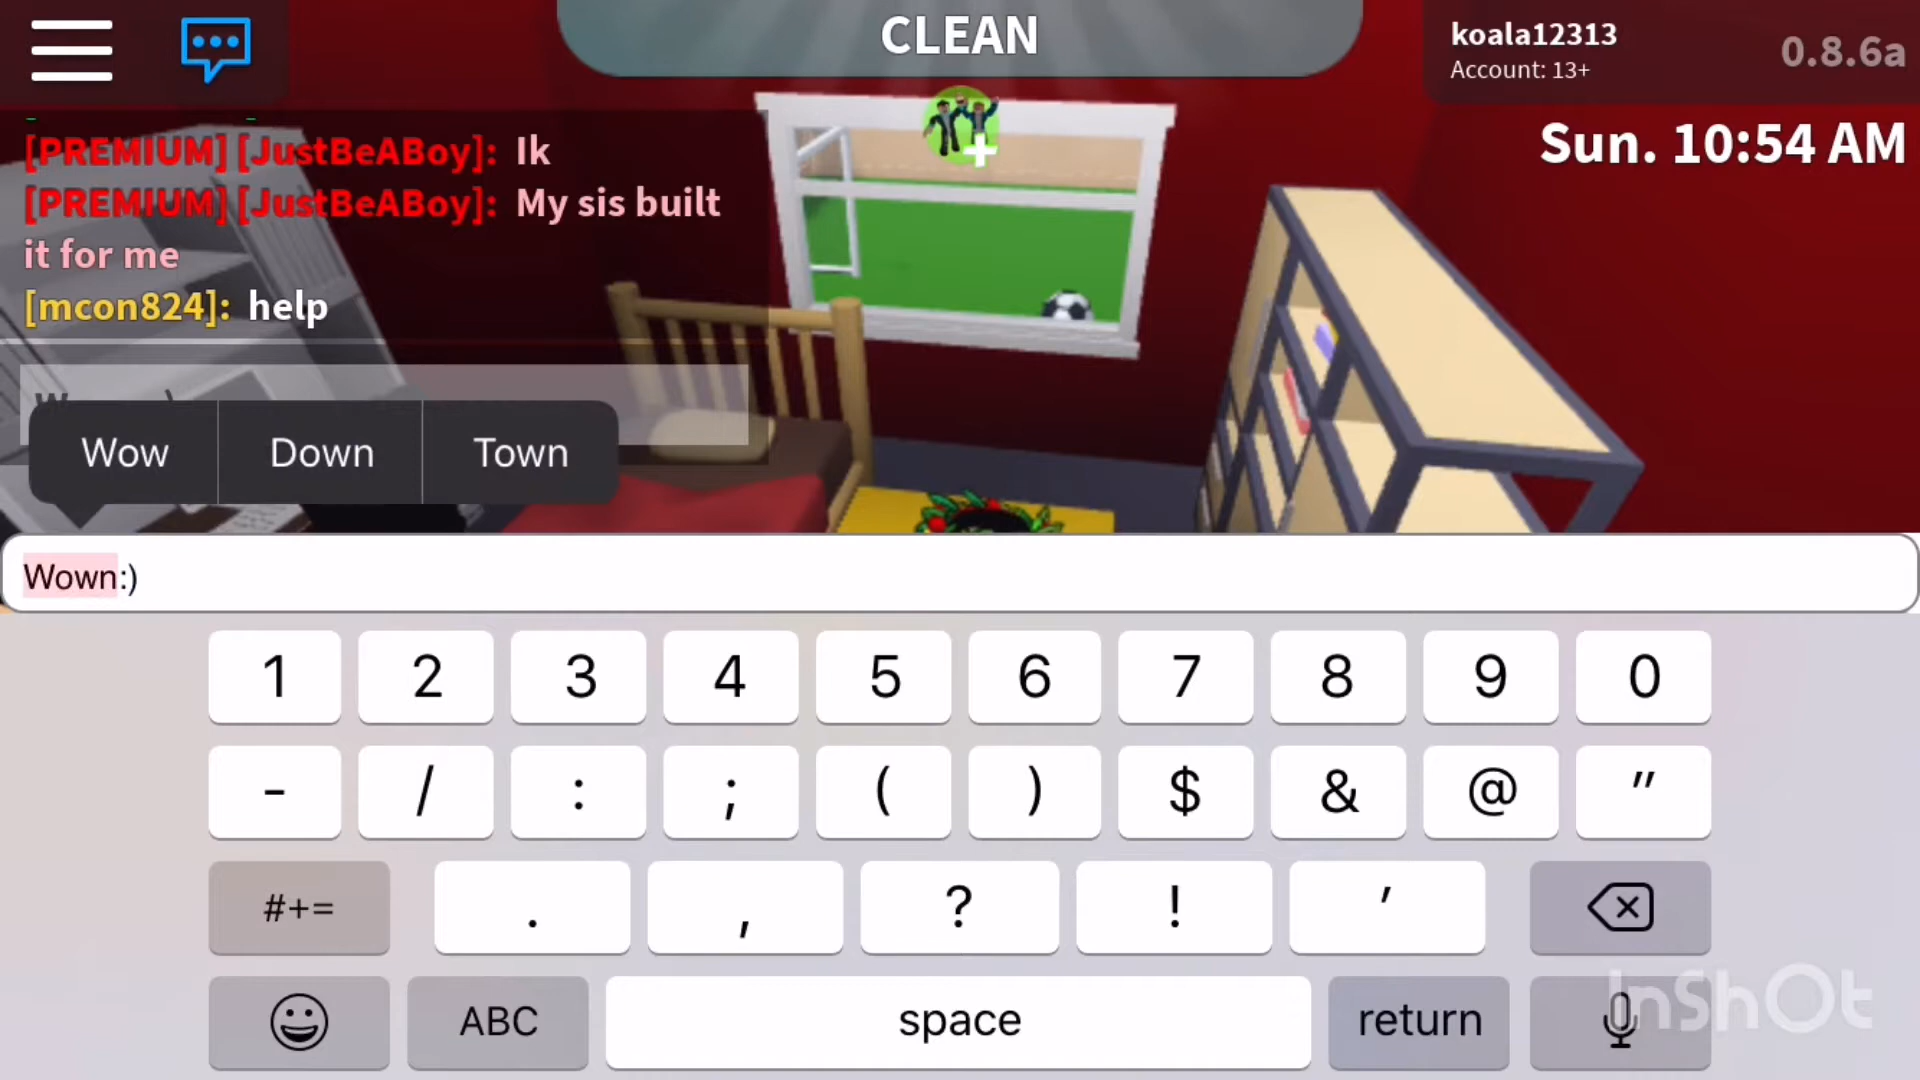 CLEAN
koala12313
Account: 13+
0.8.6a
Sun. 10:54 AM
[PREMIUM] [JustBeABoy]: Ik
[PREMIUM] [JustBeABoy]: My sis built
it for me
[mcon824]: help
Wow Down Town
Wown:)
1 2 3 4 5 6 7 8 9 0
- / : ; ( ) $ & @ "
#+= . , ? ! '
ABC space return
InShOt